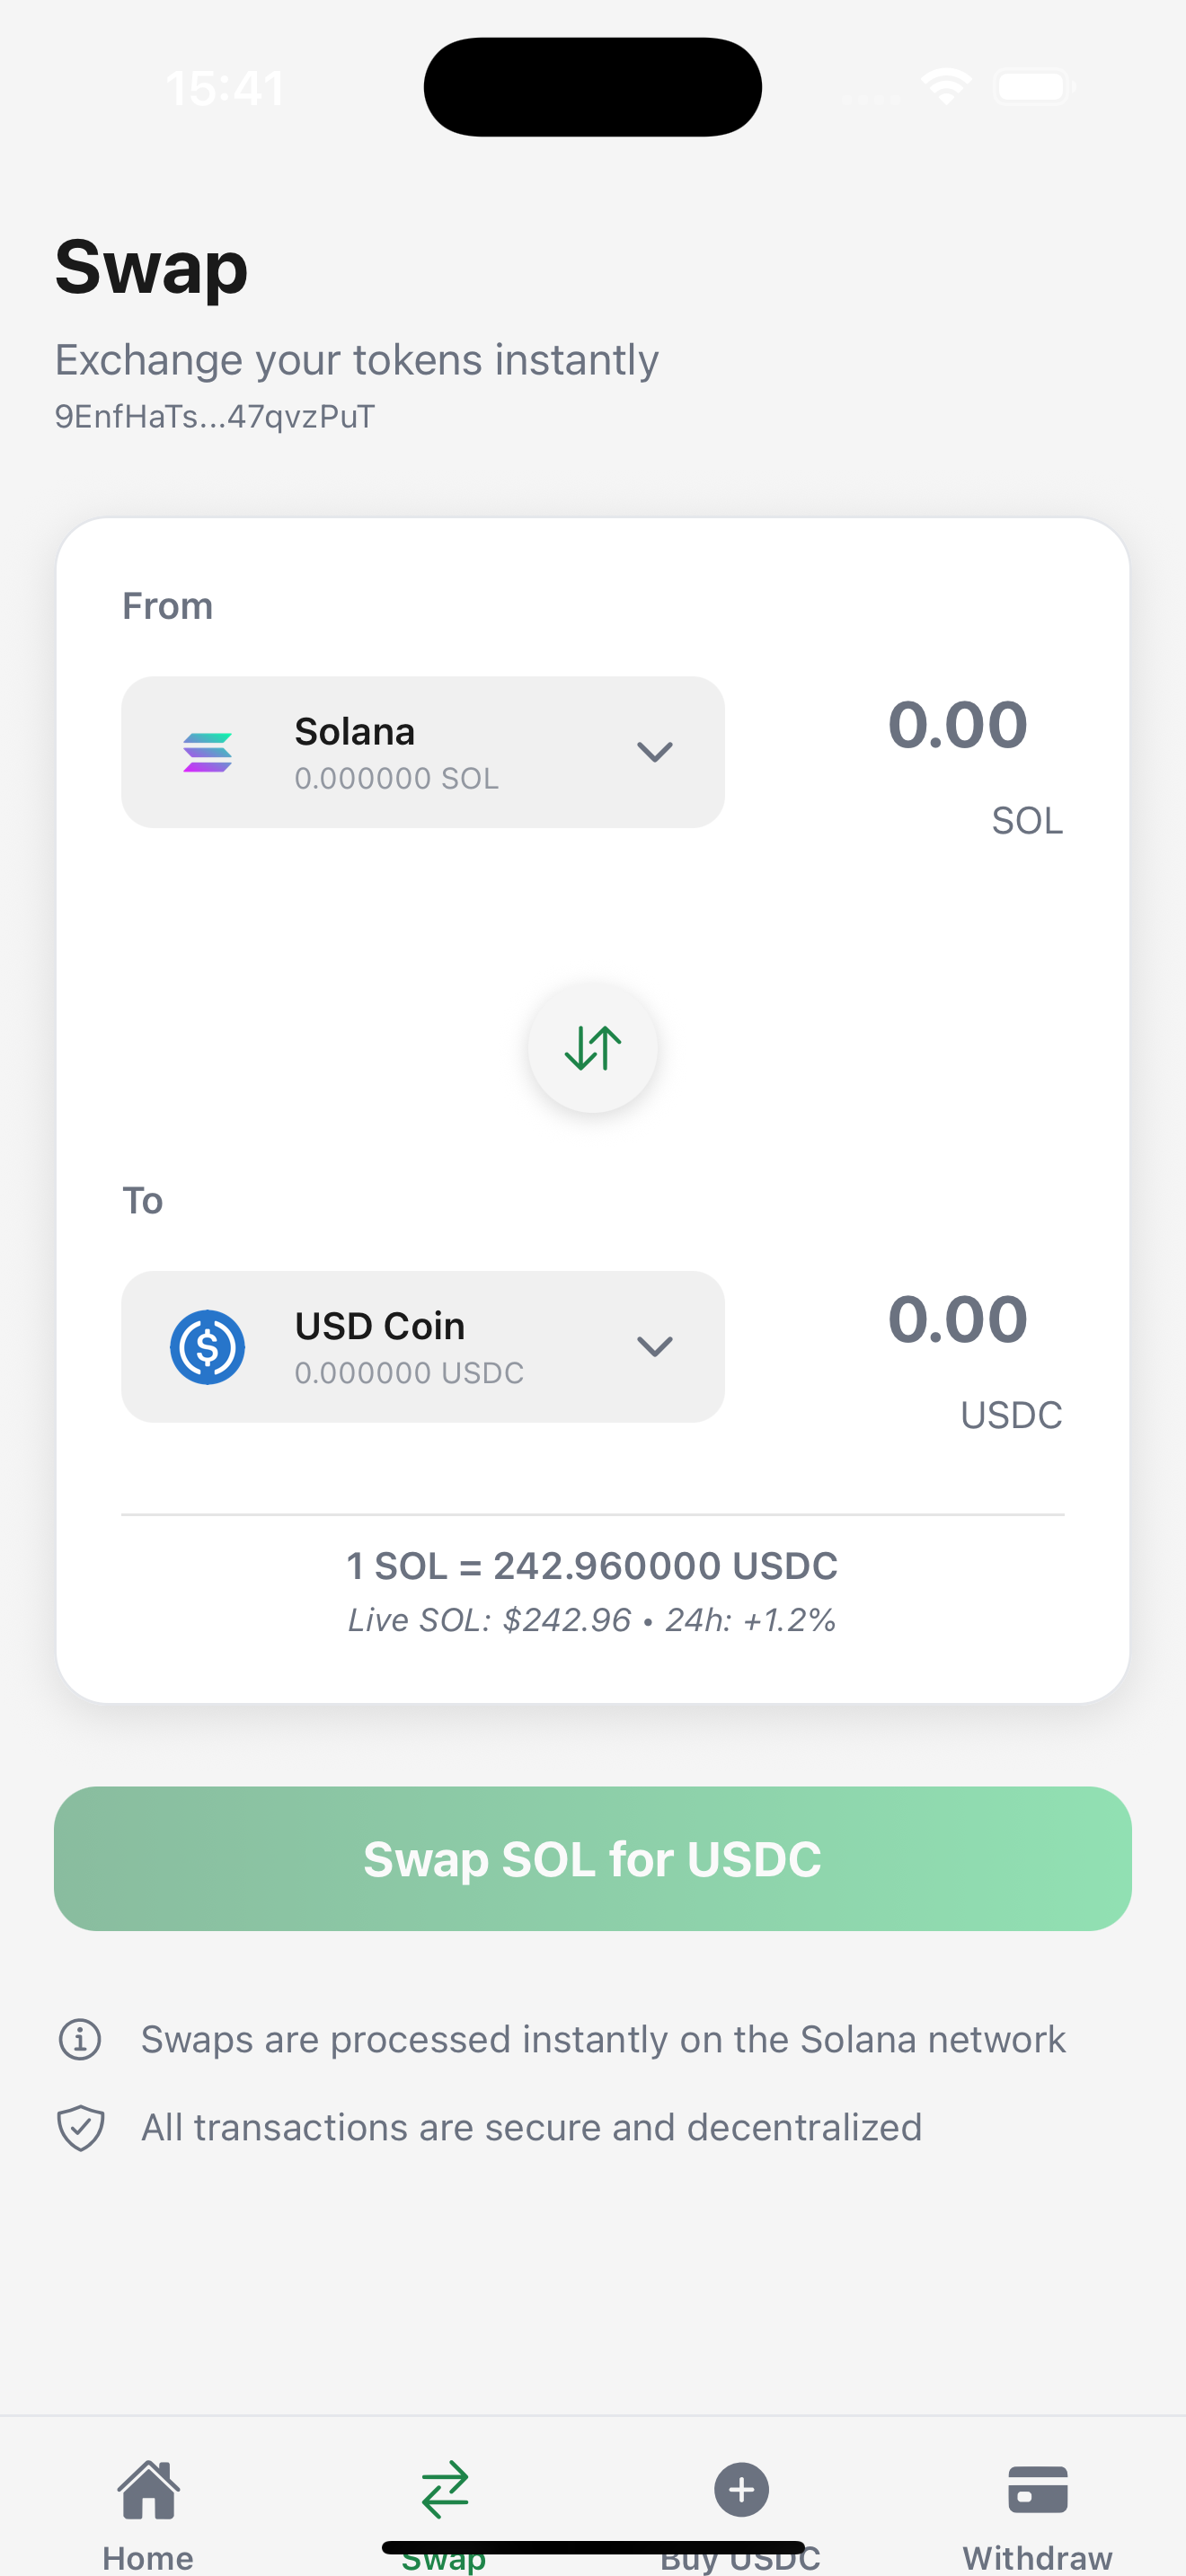 15:41
Swap
Exchange your tokens instantly
9EnfHaTs...47qvzPuT
From
Solana
0.000000 SOL
0.00
SOL
To
USD Coin
0.000000 USDC
0.00
USDC
1 SOL = 242.960000 USDC
Live SOL: $242.96 • 24h: +1.2%
Swap SOL for USDC
Swaps are processed instantly on the Solana network
All transactions are secure and decentralized
Home
Swap
Buy USDC
Withdraw